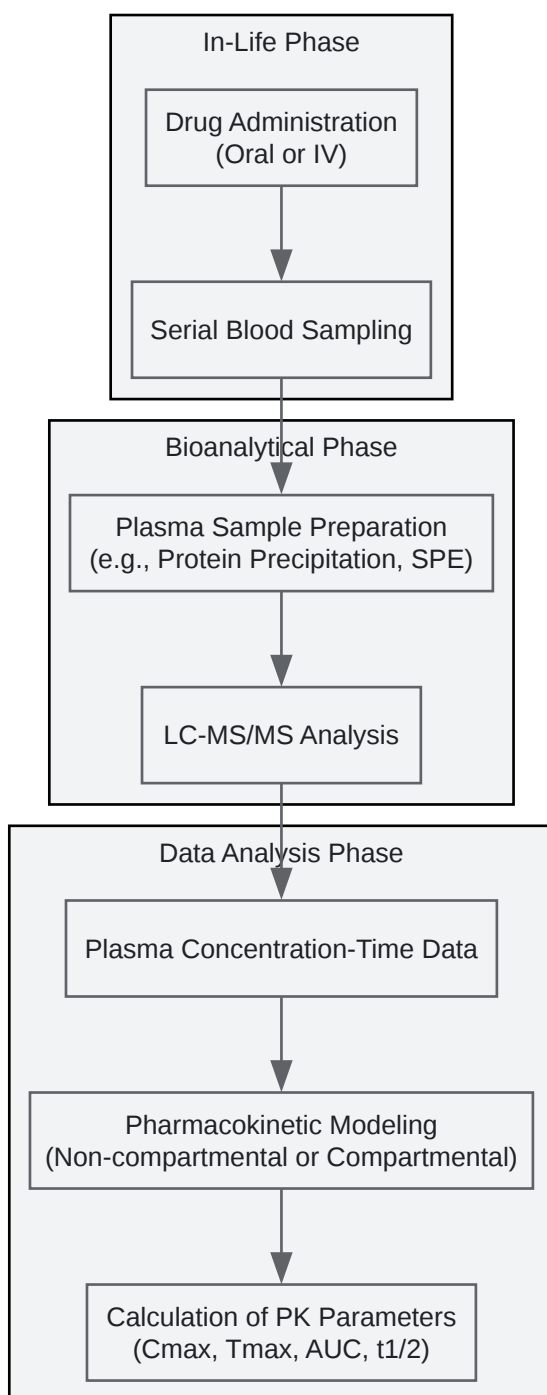 In-Life Phase
Drug Administration
(Oral or IV)
Serial Blood Sampling
Bioanalytical Phase
Plasma Sample Preparation
(e.g., Protein Precipitation, SPE)
LC-MS/MS Analysis
Data Analysis Phase
Plasma Concentration-Time Data
Pharmacokinetic Modeling
(Non-compartmental or Compartmental)
Calculation of PK Parameters
(Cmax, Tmax, AUC, t1/2)